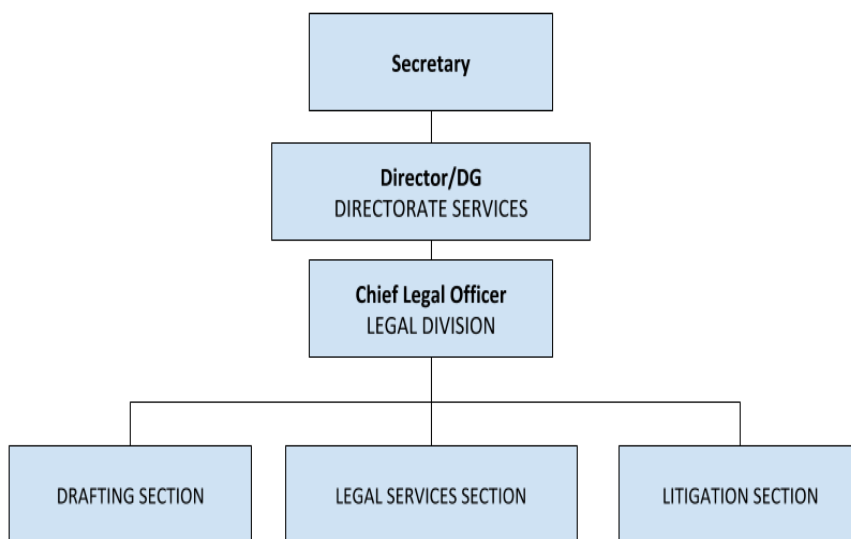 Secretary
Director/DG
DIRECTORATE SERVICES
Chief Legal Officer
LEGAL DIVISION
DRAFTING SECTION
LEGAL SERVICES SECTION
LITIGATION SECTION